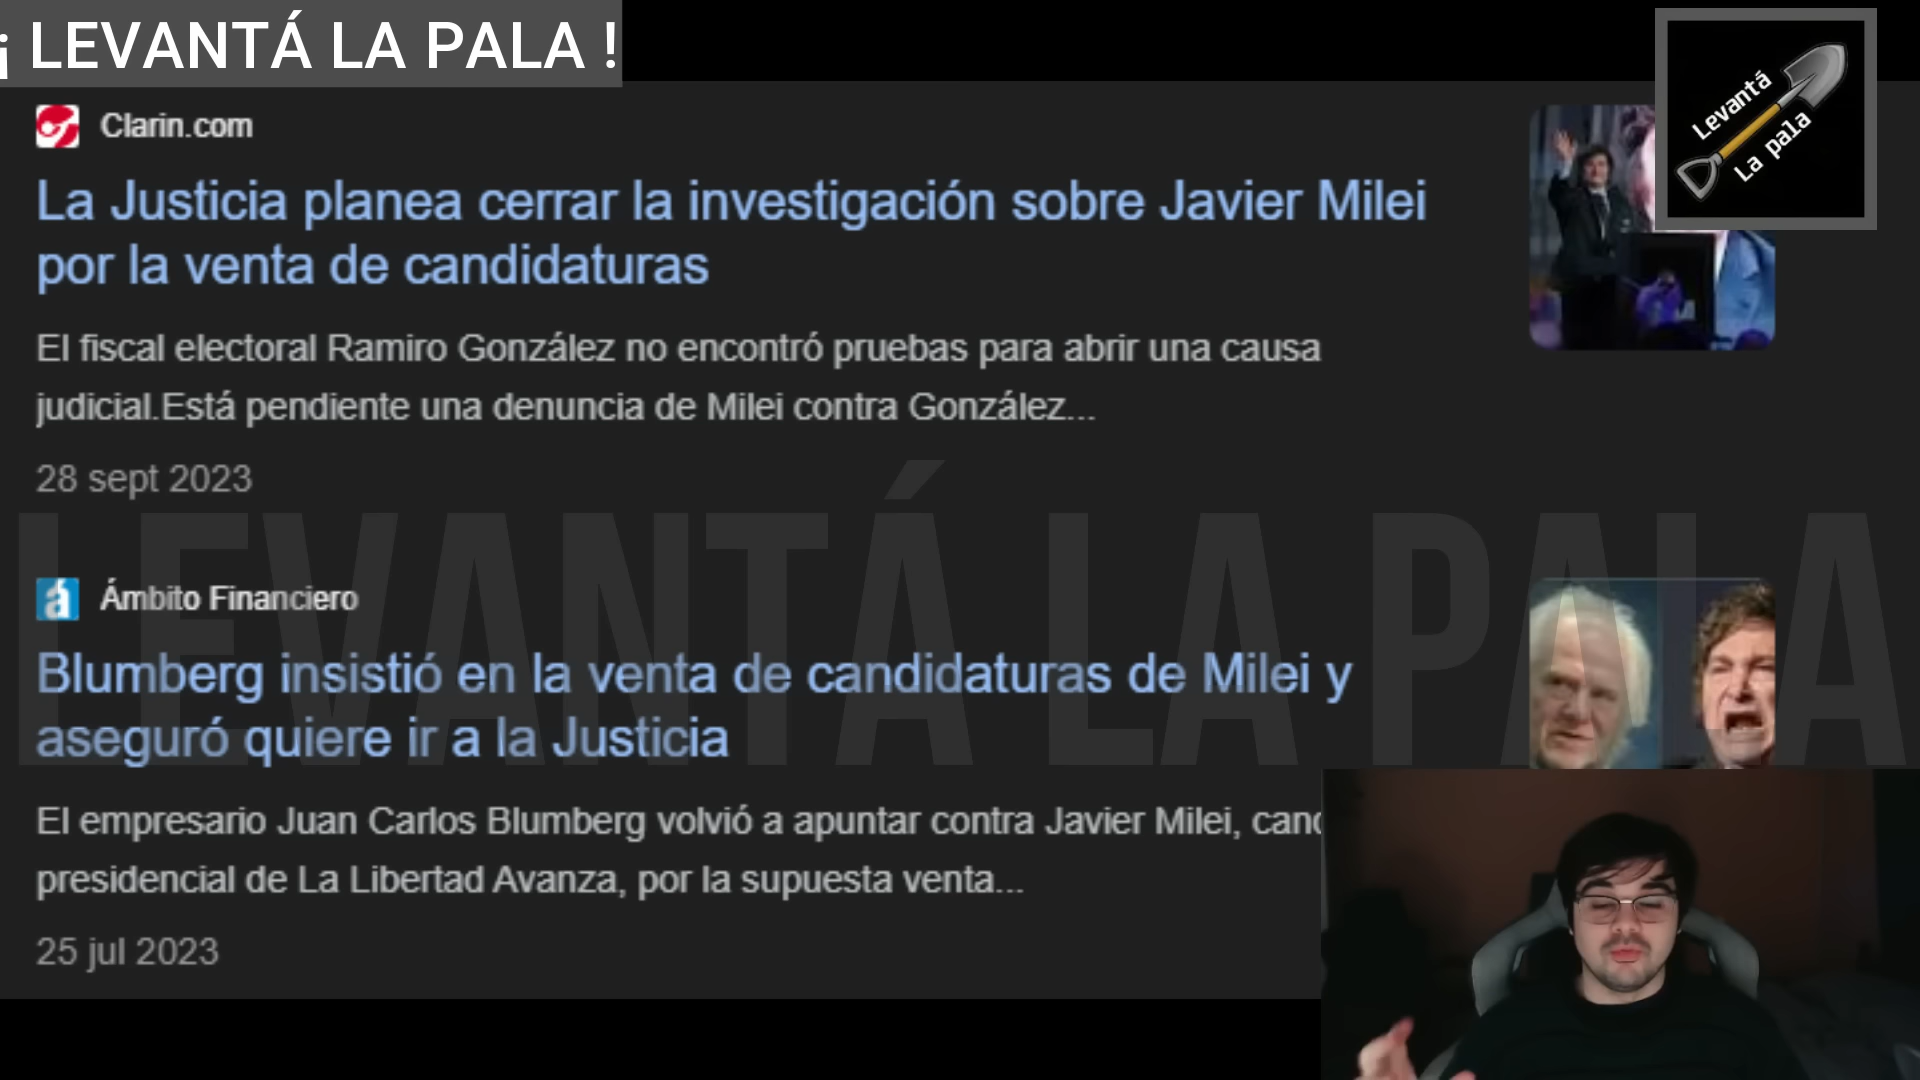 ¡ LEVANTÁ LA PALA !
Levantá
La pala
Clarin.com
La Justicia planea cerrar la investigación sobre Javier Milei
por la venta de candidaturas
El fiscal electoral Ramiro González no encontró pruebas para abrir una causa
judicial.Está pendiente una denuncia de Milei contra González...
28 sept 2023
LEVANTÁ LA PALA
Ámbito Financiero
Blumberg insistió en la venta de candidaturas de Milei y
aseguró quiere ir a la Justicia
El empresario Juan Carlos Blumberg volvió a apuntar contra Javier Milei,
presidencial de La Libertad Avanza, por la supuesta venta...
25 jul 2023